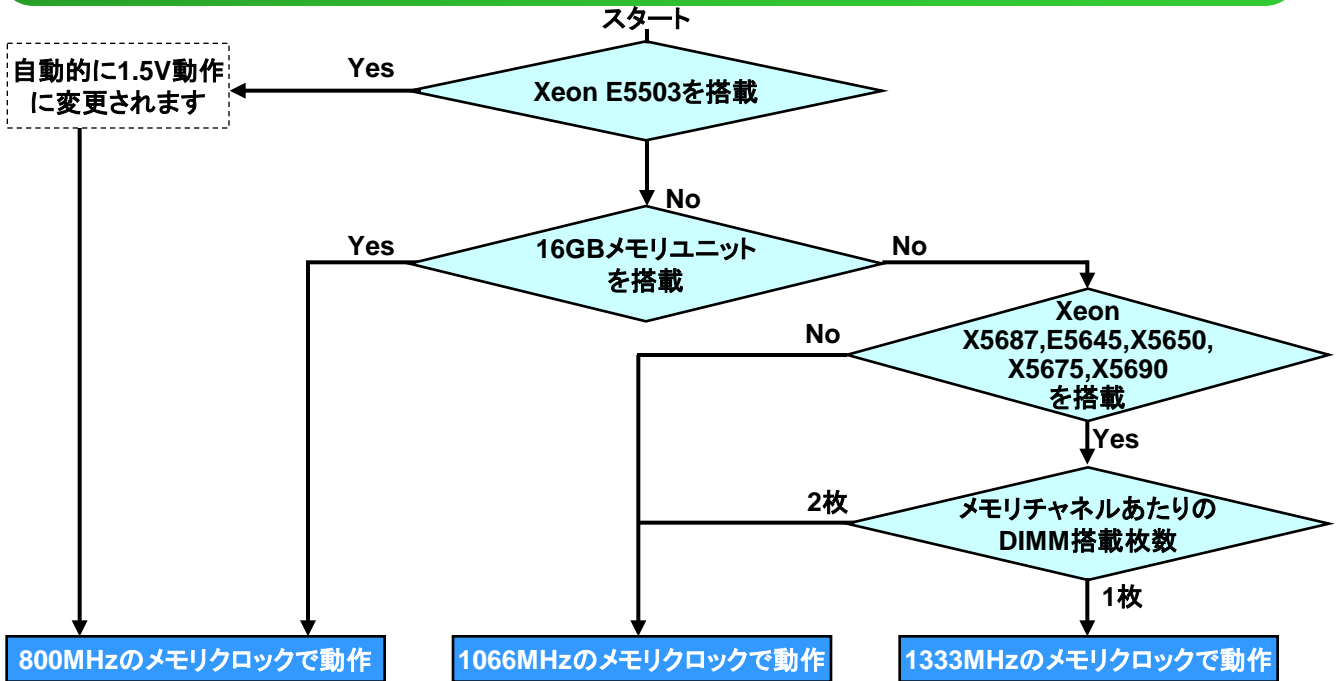 スタート
自動的に1.5V動作
に変更されます
Yes
Xeon E5503を搭載
No
Yes
16GBメモリユニット
を搭載
No
No
Xeon
X5687,E5645,X5650,
X5675,X5690
を搭載
Yes
2枚
メモリチャネルあたりの
DIMM搭載枚数
1枚
800MHzのメモリクロックで動作
1066MHzのメモリクロックで動作
1333MHzのメモリクロックで動作